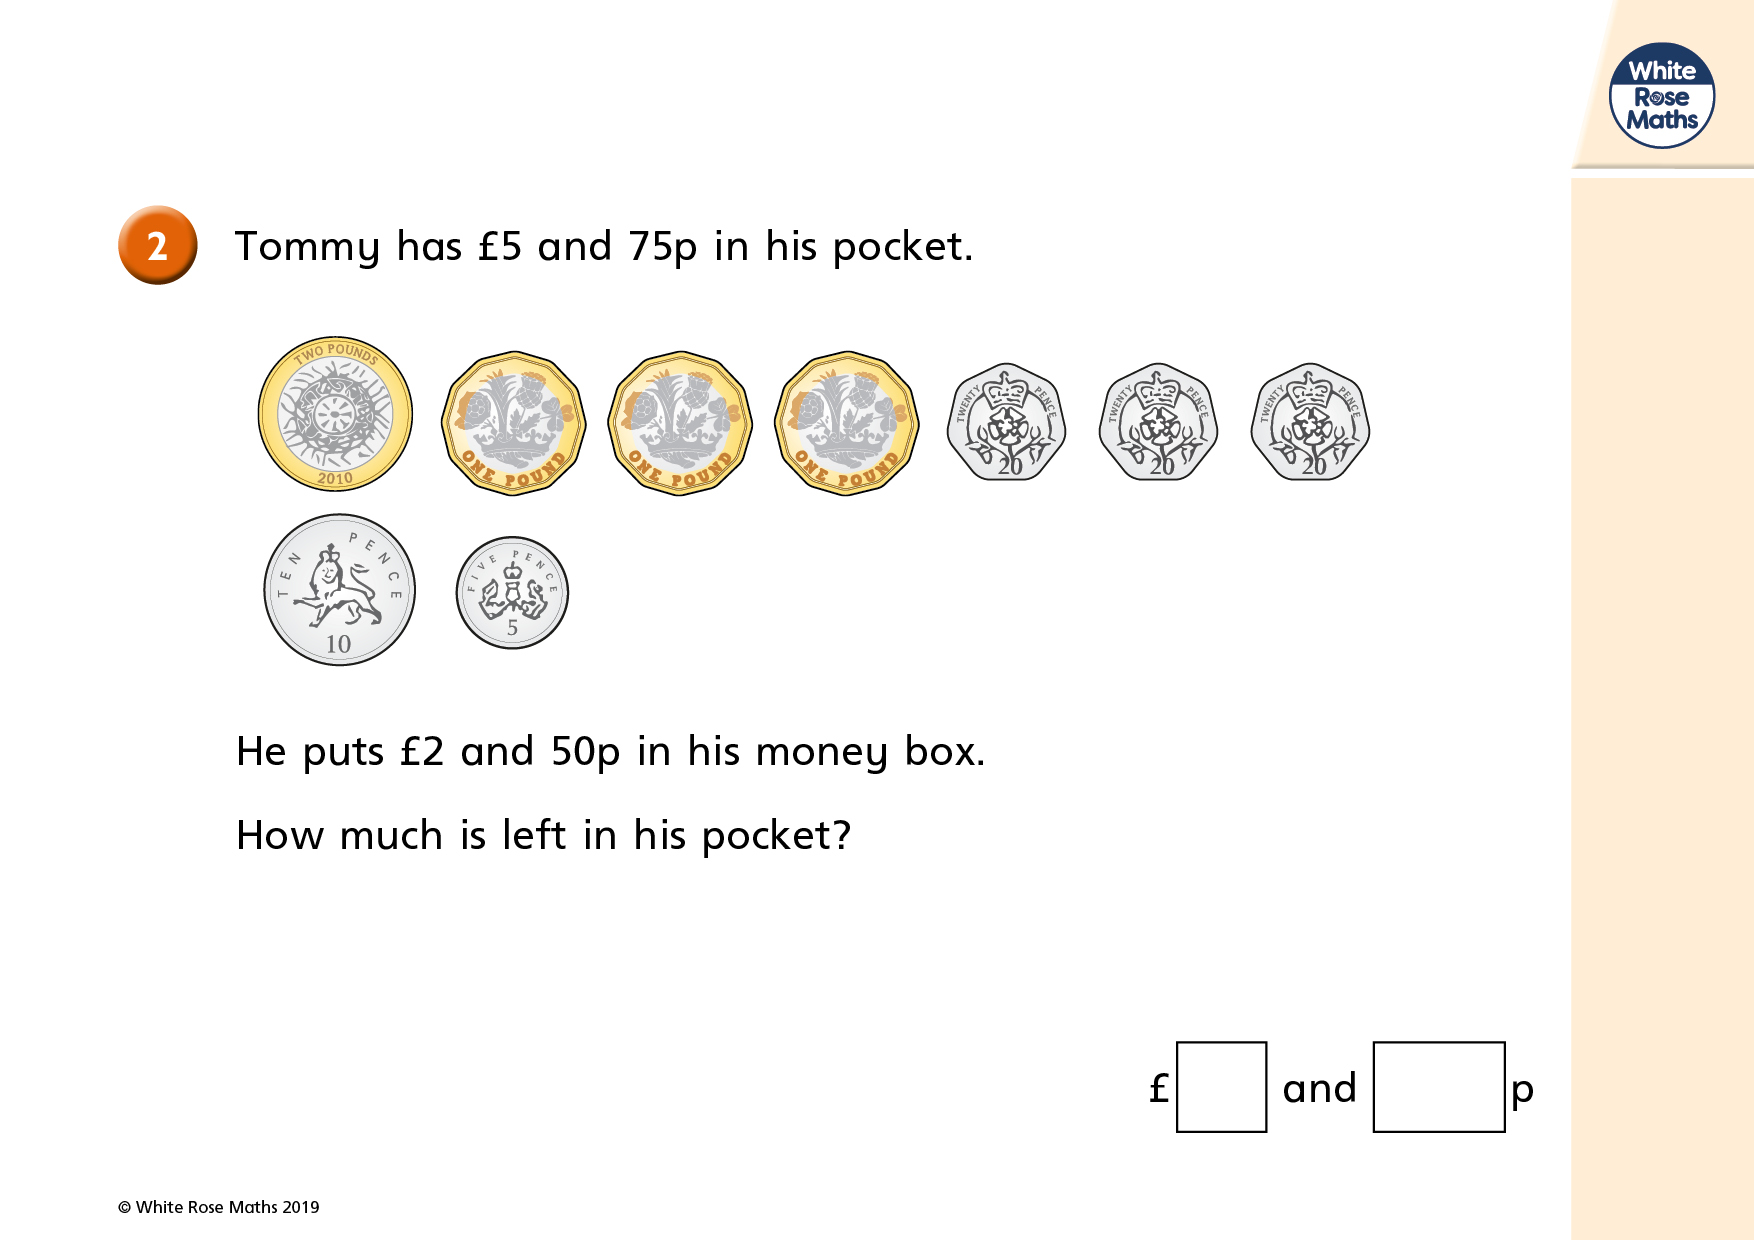 White
Rose
Maths
2 Tommy has £5 and 75p in his pocket.
TWO POUNDS
2010
ONE POUND
ONE POUND
ONE POUND
TWENTY PENCE
20
TWENTY PENCE
20
TWENTY PENCE
20
TEN PENCE
10
FIVE PENCE
5
He puts £2 and 50p in his money box.
How much is left in his pocket?
£ and p
© White Rose Maths 2019